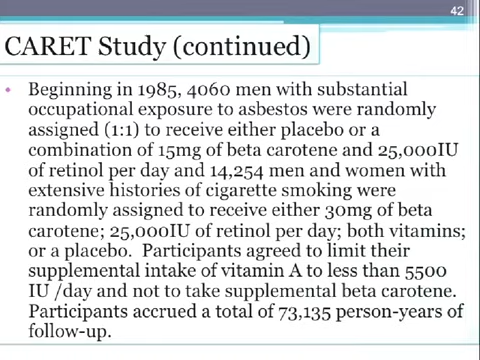 42
CARET Study (continued)
• Beginning in 1985, 4060 men with substantial
occupational exposure to asbestos were randomly
assigned (1:1) to receive either placebo or a
combination of 15mg of beta carotene and 25,000IU
of retinol per day and 14,254 men and women with
extensive histories of cigarette smoking were
randomly assigned to receive either 30mg of beta
carotene; 25,000IU of retinol per day; both vitamins;
or a placebo.  Participants agreed to limit their
supplemental intake of vitamin A to less than 5500
IU /day and not to take supplemental beta carotene.
Participants accrued a total of 73,135 person-years of
follow-up.